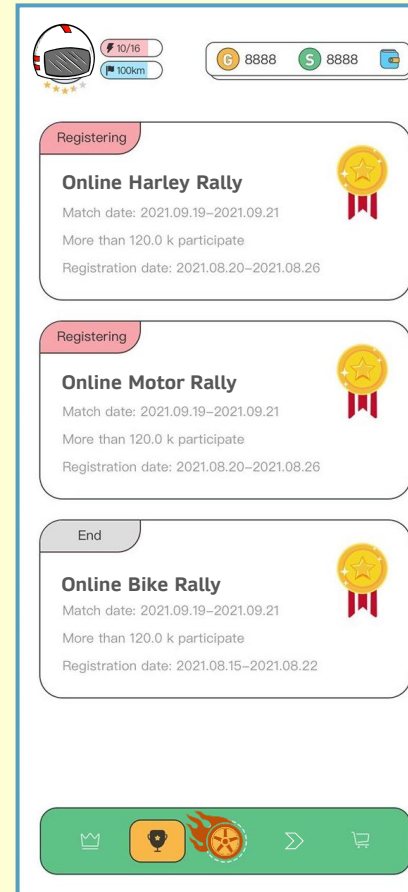 10/16
100km
G 8888 S 8888
Registering
Online Harley Rally
Match date: 2021.09.19–2021.09.21
More than 120.0 k participate
Registration date: 2021.08.20–2021.08.26
Registering
Online Motor Rally
Match date: 2021.09.19–2021.09.21
More than 120.0 k participate
Registration date: 2021.08.20–2021.08.26
End
Online Bike Rally
Match date: 2021.09.19–2021.09.21
More than 120.0 k participate
Registration date: 2021.08.15–2021.08.22